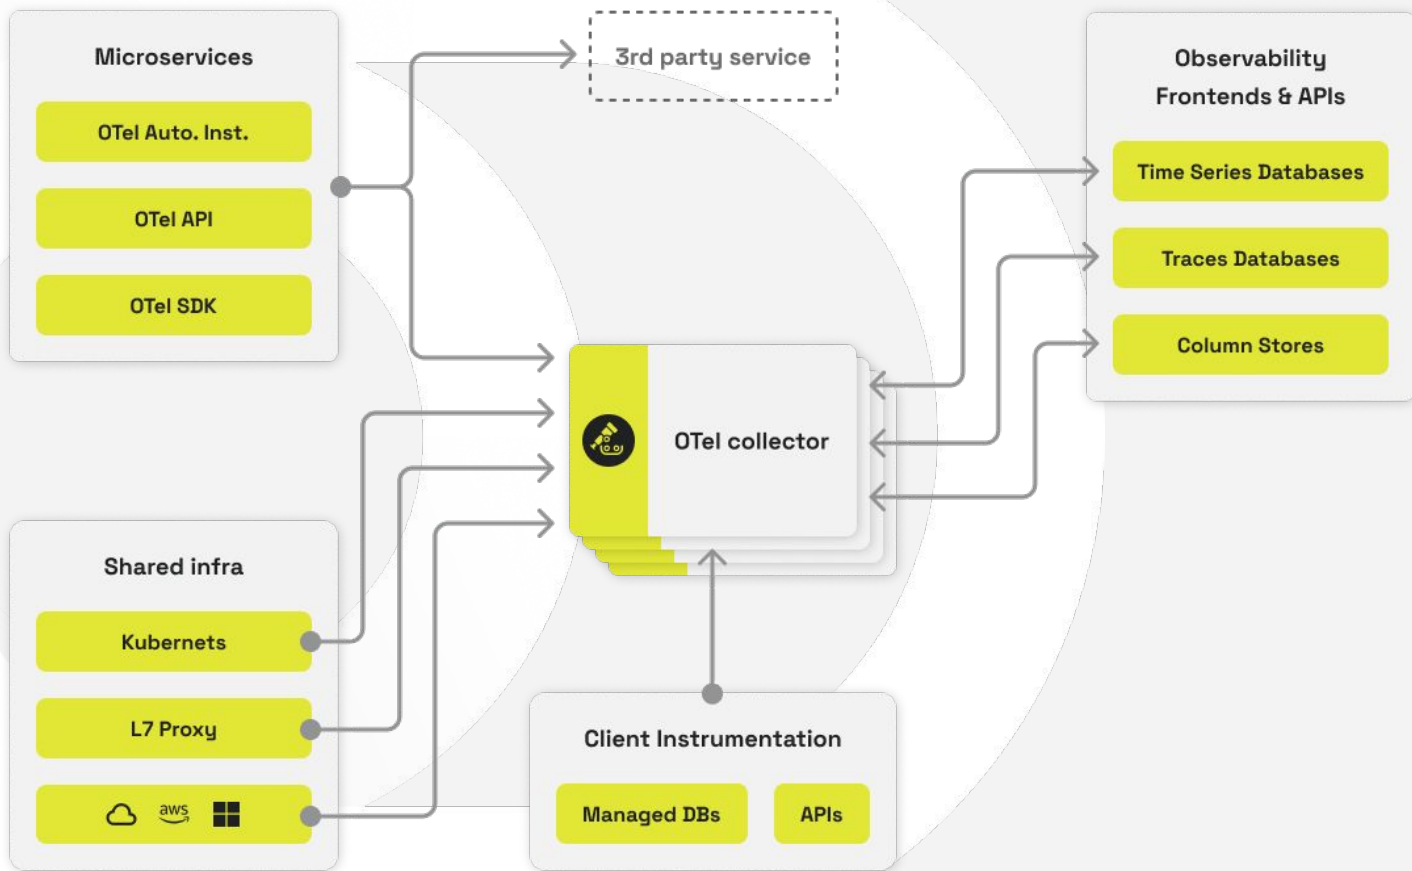 Microservices
OTel Auto. Inst.
OTel API
OTel SDK
3rd party service
Observability
Frontends & APIs
Time Series Databases
Traces Databases
Column Stores
OTel collector
Shared infra
Kubernets
L7 Proxy
aws
Client Instrumentation
Managed DBs
APIs